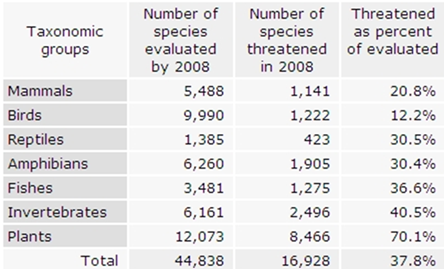 Taxonomic groups | Number of species evaluated by 2008 | Number of species threatened in 2008 | Threatened as percent of evaluated
Mammals 5,488 1,141 20.8%
Birds 9,990 1,222 12.2%
Reptiles 1,385 423 30.5%
Amphibians 6,260 1,905 30.4%
Fishes 3,481 1,275 36.6%
Invertebrates 6,161 2,496 40.5%
Plants 12,073 8,466 70.1%
Total 44,838 16,928 37.8%